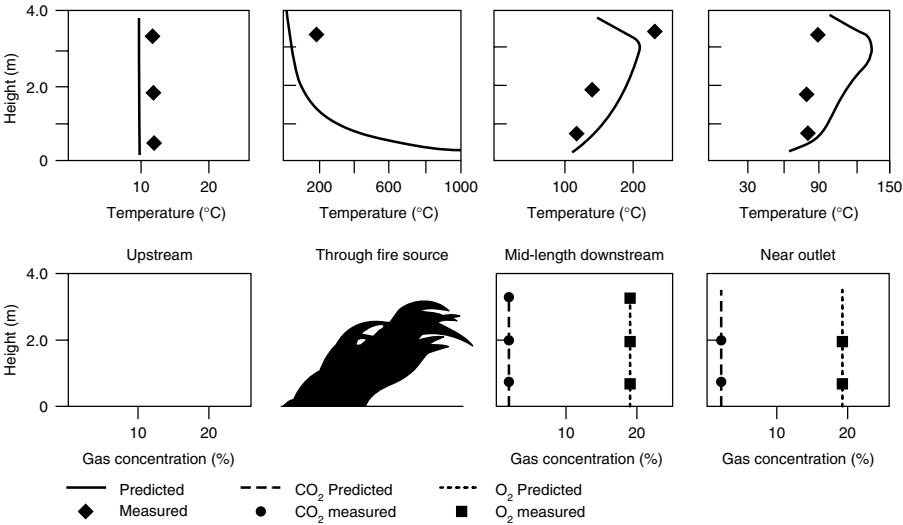 4.0
2.0
0
Height (m)
10 20
200 600 1000
100 200
30 90 150
Temperature (°C) Temperature (°C) Temperature (°C) Temperature (°C)
Upstream Through fire source Mid-length downstream Near outlet
4.0
2.0
0
Height (m)
10 20
10 20
10 20
Gas concentration (%) Gas concentration (%) Gas concentration (%)
Predicted CO2 Predicted O2 Predicted
Measured CO2 measured O2 measured